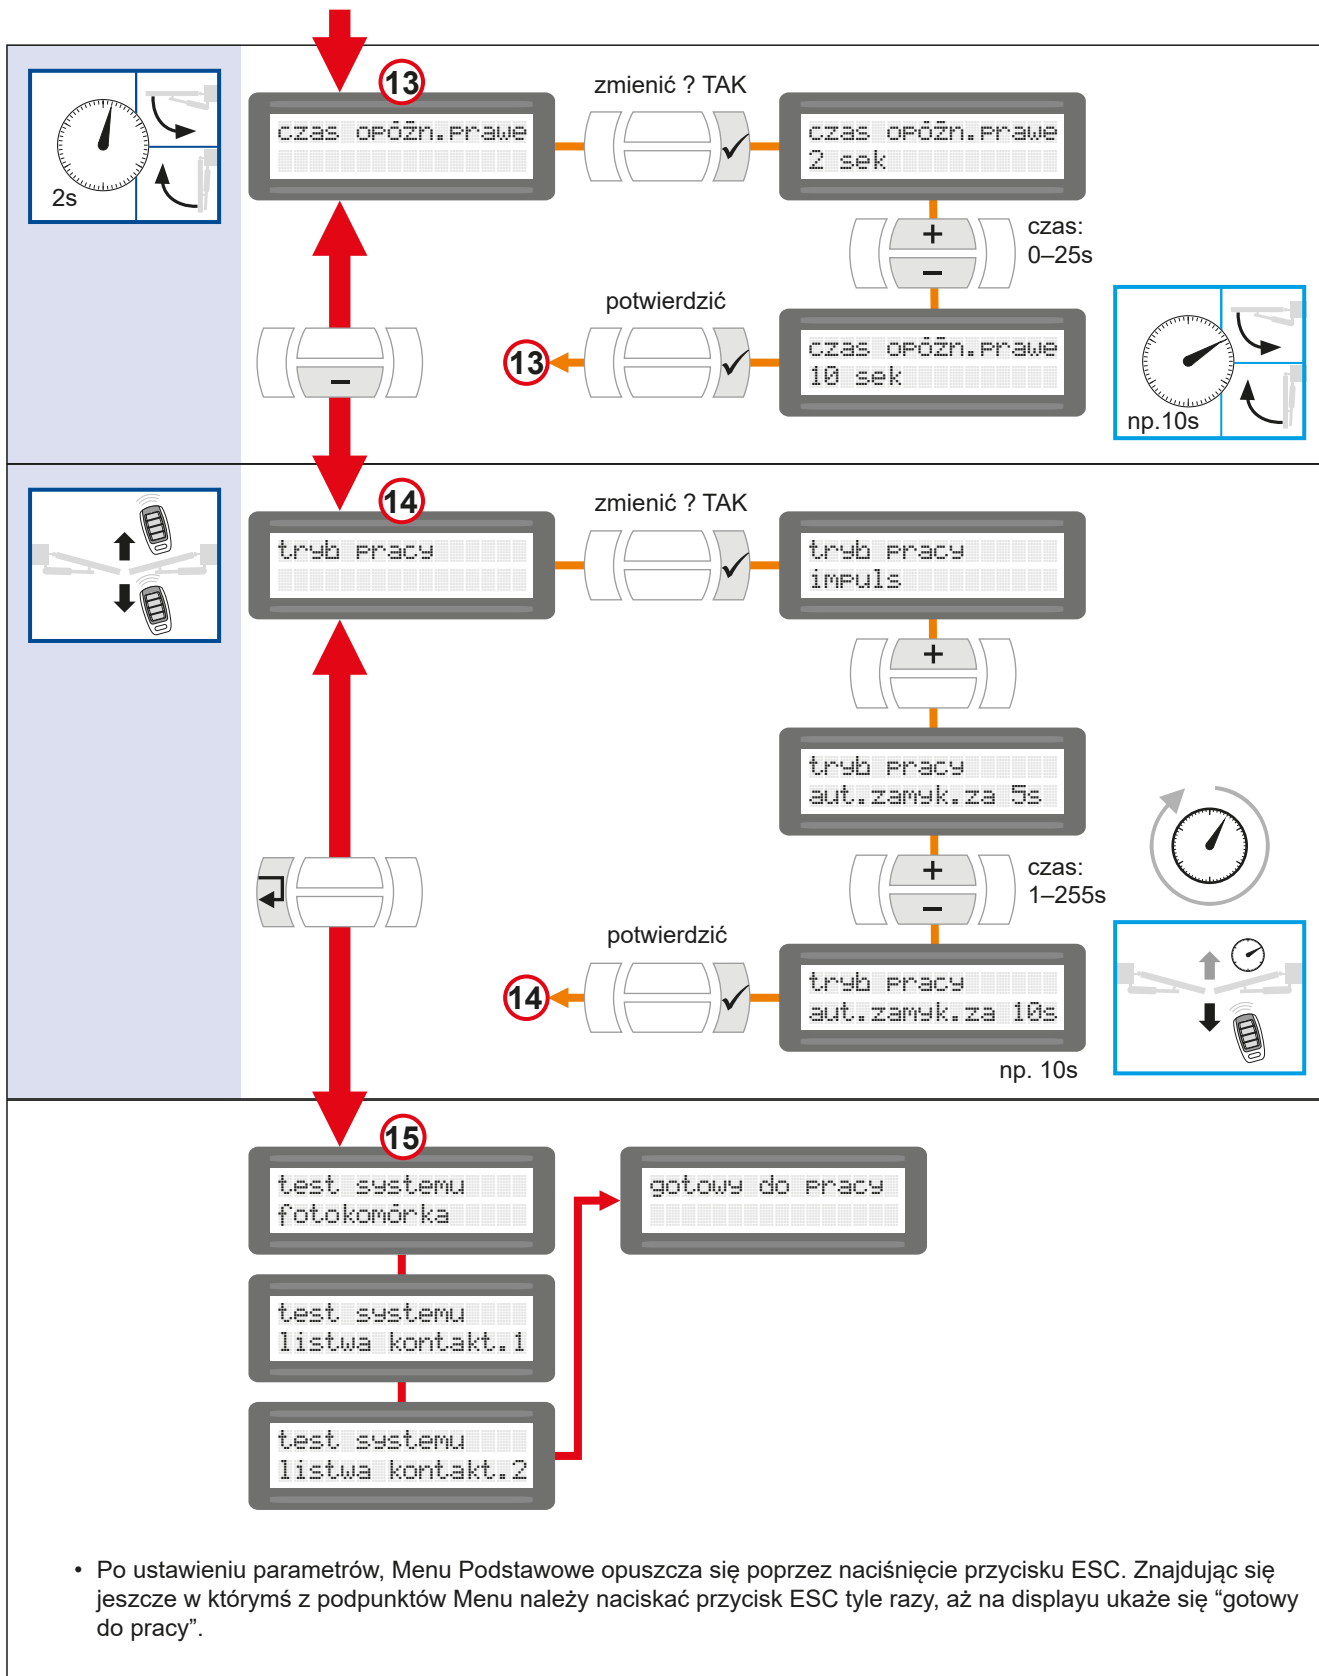 13
zmienić ? TAK
czas opóźn.prawe
czas opóźn.prawe
2 sek
2s
+
czas:
−
0–25s
potwierdzić
czas opóźn.prawe
10 sek
13
−
np.10s
14
zmienić ? TAK
tryb pracy
tryb pracy
impuls
+
tryb pracy
aut.zamyk.za 5s
+
czas:
−
1–255s
potwierdzić
tryb pracy
aut.zamyk.za 10s
14
np. 10s
15
test systemu
fotokomórka
gotowy do pracy
test systemu
listwa kontakt.1
test systemu
listwa kontakt.2
• Po ustawieniu parametrów, Menu Podstawowe opuszcza się poprzez naciśnięcie przycisku ESC. Znajdując się
jeszcze w którymś z podpunktów Menu należy naciskać przycisk ESC tyle razy, aż na displayu ukaże się “gotowy
do pracy”.